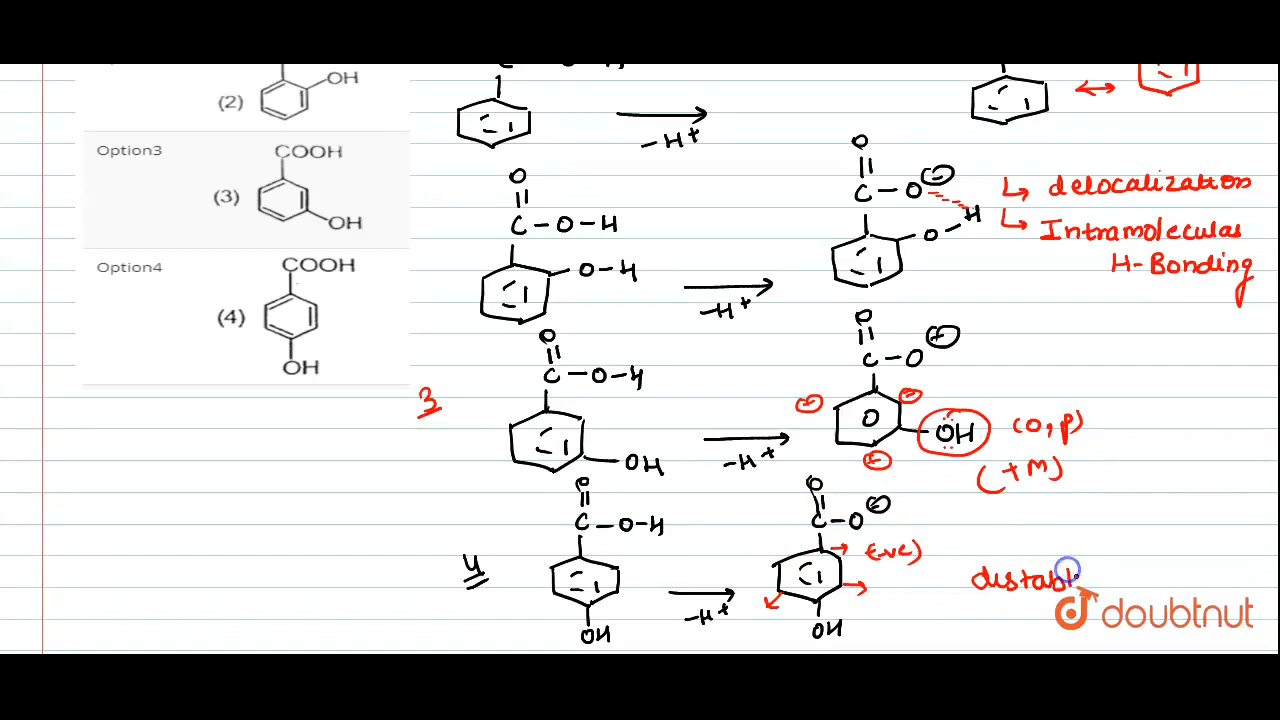 (2)
OH
-H+
Option3
COOH
(3)
OH
O
C-O-H
O-H
-H+
O
C-O⊖
H
O
↳ delocalization
↳ Intramolecular
H-Bonding
Option4
COOH
(4)
OH
3
O
C-O-H
OH
-H+
O
C-O
OH
(o,p)
(+M)
4
O
C-O-H
OH
-H+
O
C-O⊖
(-ve)
OH
distabl
doubtnut